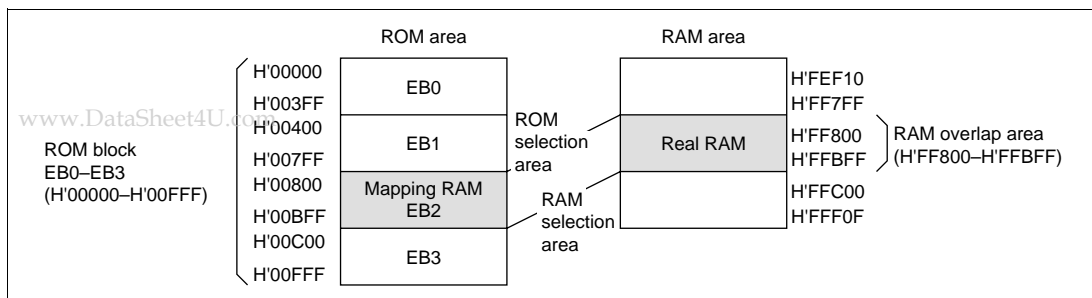 ROM area
RAM area
H'00000
H'003FF
H'00400
H'007FF
H'00800
H'00BFF
H'00C00
H'00FFF
www.DataSheet4U.com
ROM block
EB0–EB3
(H'00000–H'00FFF)
EB0
EB1
Mapping RAM
EB2
EB3
ROM
selection
area
RAM
selection
area
Real RAM
H'FEF10
H'FF7FF
H'FF800
H'FFBFF
H'FFC00
H'FFF0F
RAM overlap area
(H'FF800–H'FFBFF)